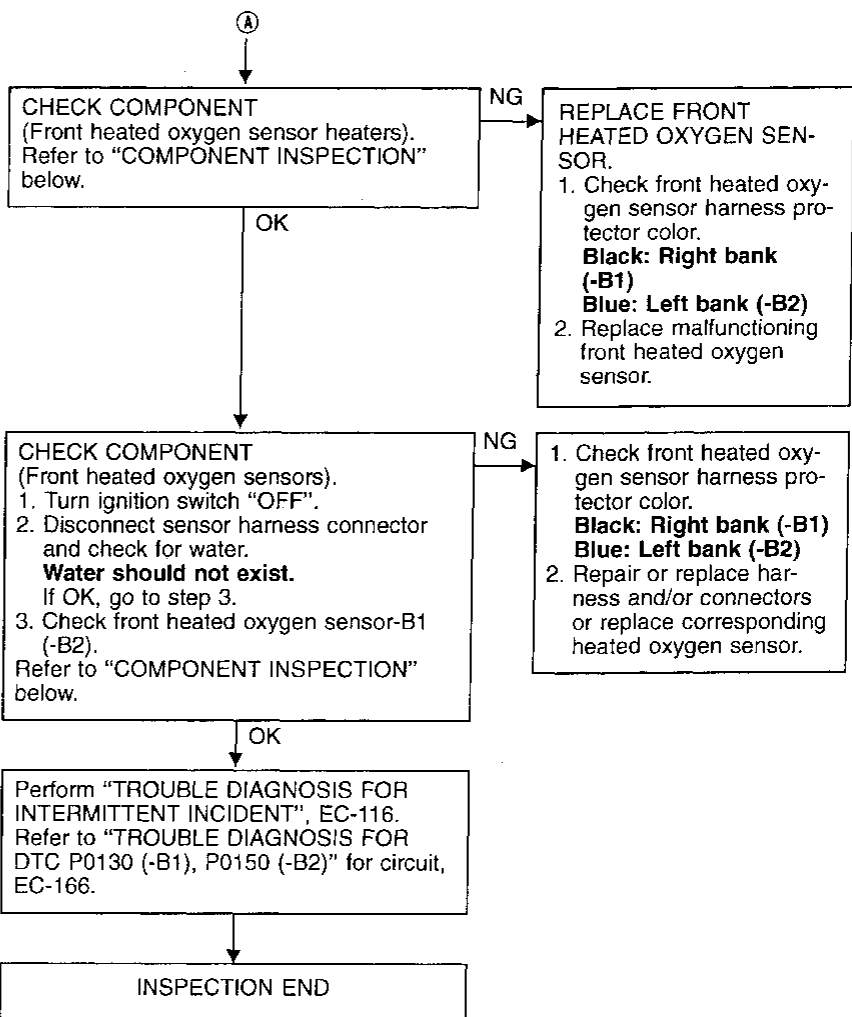 A
CHECK COMPONENT
(Front heated oxygen sensor heaters).
Refer to "COMPONENT INSPECTION"
below.
NG
REPLACE FRONT
HEATED OXYGEN SEN-
SOR.
1. Check front heated oxy-
gen sensor harness pro-
tector color.
Black: Right bank
(-B1)
Blue: Left bank (-B2)
2. Replace malfunctioning
front heated oxygen
sensor.
OK
CHECK COMPONENT
(Front heated oxygen sensors).
1. Turn ignition switch "OFF".
2. Disconnect sensor harness connector
and check for water.
Water should not exist.
If OK, go to step 3.
3. Check front heated oxygen sensor-B1
(-B2).
Refer to "COMPONENT INSPECTION"
below.
NG
1. Check front heated oxy-
gen sensor harness pro-
tector color.
Black: Right bank (-B1)
Blue: Left bank (-B2)
2. Repair or replace har-
ness and/or connectors
or replace corresponding
heated oxygen sensor.
OK
Perform "TROUBLE DIAGNOSIS FOR
INTERMITTENT INCIDENT", EC-116.
Refer to "TROUBLE DIAGNOSIS FOR
DTC P0130 (-B1), P0150 (-B2)" for circuit,
EC-166.
INSPECTION END